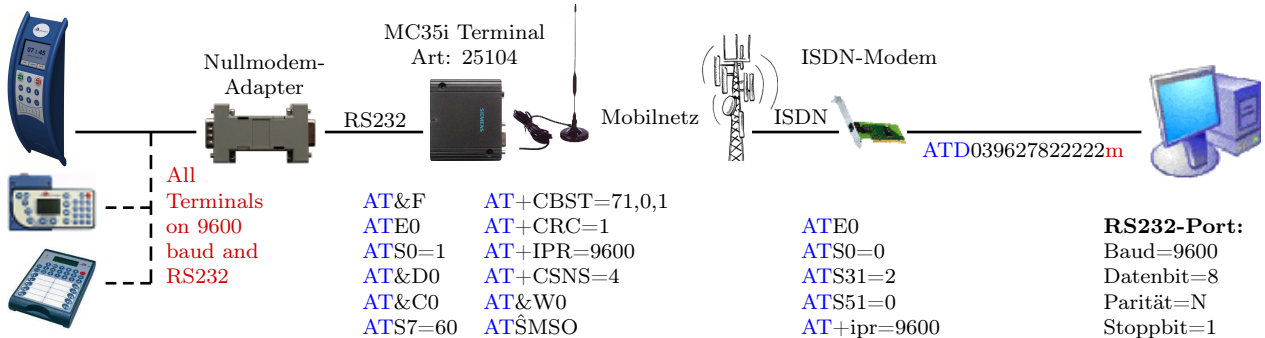 MC35i Terminal
Art: 25104
Nullmodem-
Adapter
RS232
SIEMENS
Mobilnetz
ISDN-Modem
ISDN
ATD039627822222m
07:45
All
Terminals
on 9600
baud and
RS232
AT&F
ATE0
ATS0=1
AT&D0
AT&C0
ATS7=60
AT+CBST=71,0,1
AT+CRC=1
AT+IPR=9600
AT+CSNS=4
AT&W0
ATŜMSO
ATE0
ATS0=0
ATS31=2
ATS51=0
AT+ipr=9600
RS232-Port:
Baud=9600
Datenbit=8
Parität=N
Stoppbit=1